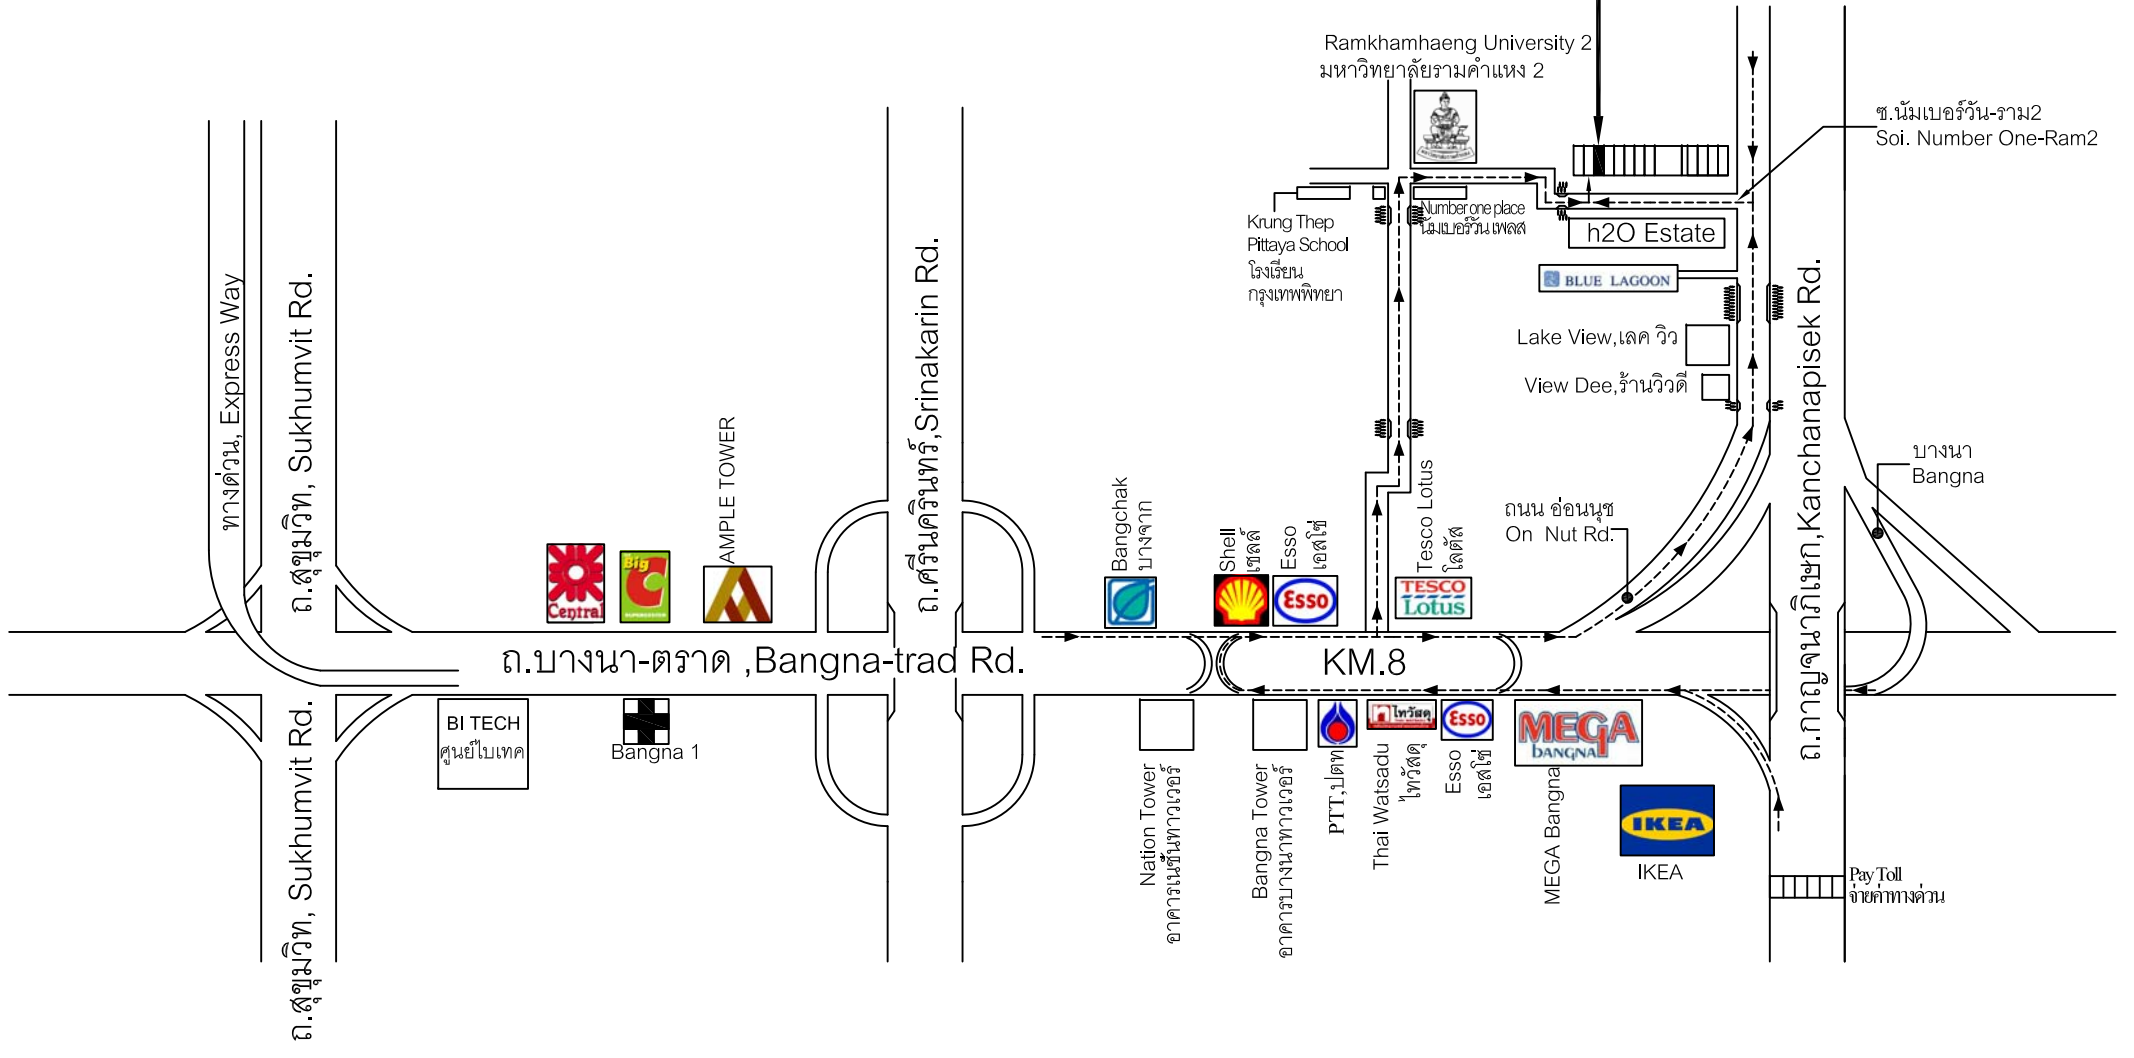 Ramkhamhaeng University 2
มหาวิทยาลัยรามคำแหง 2
ซ.นัมเบอร์วัน-ราม2
Soi. Number One-Ram2
Krung Thep
Pittaya School
โรงเรียน
กรุงเทพพิทยา
Number one place
นัมเบอร์วัน เพลส
h2O Estate
BLUE LAGOON
Lake View,เลค วิว
View Dee,ร้านวิวดี
บางนา
Bangna
ถนน อ่อนนุช
On Nut Rd.
ทางด่วน, Express Way
ถ.สุขุมวิท, Sukhumvit Rd.
ถ.ศรีนครินทร์,Srinakarin Rd.
ถ.กาญจนาภิเษก,Kanchanapisek Rd.
AMPLE TOWER
Central
Big
C
SUPERCENTER
Bangchak
บางจาก
Shell
เชลล์
Esso
เอสโซ่
Esso
Tesco Lotus
โลตัส
TESCO
Lotus
ถ.บางนา-ตราด ,Bangna-trad Rd.
KM.8
BI TECH
ศูนย์ไบเทค
Bangna 1
ถ.สุขุมวิท, Sukhumvit Rd.
Nation Tower
อาคารเนชั่นทาวเวอร์
Bangna Tower
อาคารบางนาทาวเวอร์
PTT,ปตท
ไทวัสดุ
Thai Watsadu
ไทวัสดุ
Esso
Esso
เอสโซ่
MEGA
BANGNA
MEGA Bangna
IKEA
IKEA
Pay Toll
จ่ายค่าทางด่วน